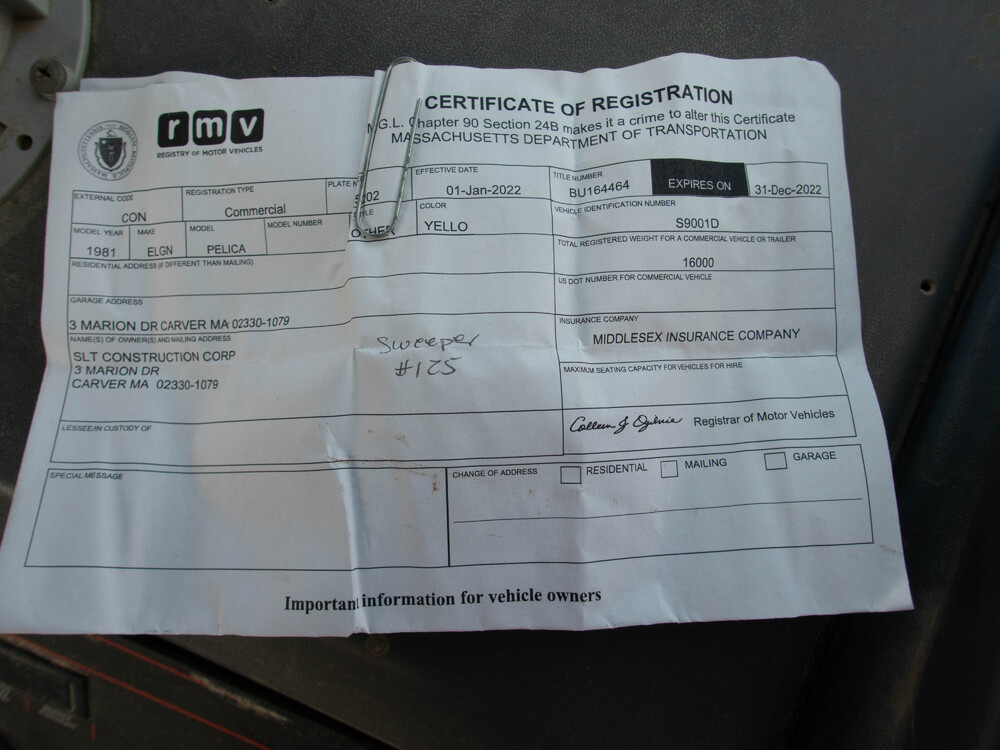 rmv
REGISTRY OF MOTOR VEHICLES
CERTIFICATE OF REGISTRATION
M.G.L. Chapter 90 Section 24B makes it a crime to alter this Certificate
MASSACHUSETTS DEPARTMENT OF TRANSPORTATION
EXTERNAL CODE
CON
REGISTRATION TYPE
Commercial
PLATE
EFFECTIVE DATE
01-Jan-2022
TITLE NUMBER
BU164464
EXPIRES ON
31-Dec-2022
MODEL YEAR
1981
MAKE
ELGN
MODEL
PELICA
MODEL NUMBER
OTHER
COLOR
YELLO
VEHICLE IDENTIFICATION NUMBER
S9001D
RESIDENTIAL ADDRESS (IF DIFFERENT THAN MAILING)
TOTAL REGISTERED WEIGHT FOR A COMMERCIAL VEHICLE OR TRAILER
16000
GARAGE ADDRESS
3 MARION DR CARVER MA 02330-1079
US DOT NUMBER FOR COMMERCIAL VEHICLE
NAME(S) OF OWNER(S) AND MAILING ADDRESS
SLT CONSTRUCTION CORP
3 MARION DR
CARVER MA 02330-1079
Sweeper
#125
INSURANCE COMPANY
MIDDLESEX INSURANCE COMPANY
MAXIMUM SEATING CAPACITY FOR VEHICLES FOR HIRE
LESSEE/IN CUSTODY OF
Colleen J Ogilvie Registrar of Motor Vehicles
SPECIAL MESSAGE
CHANGE OF ADDRESS RESIDENTIAL MAILING GARAGE
Important information for vehicle owners